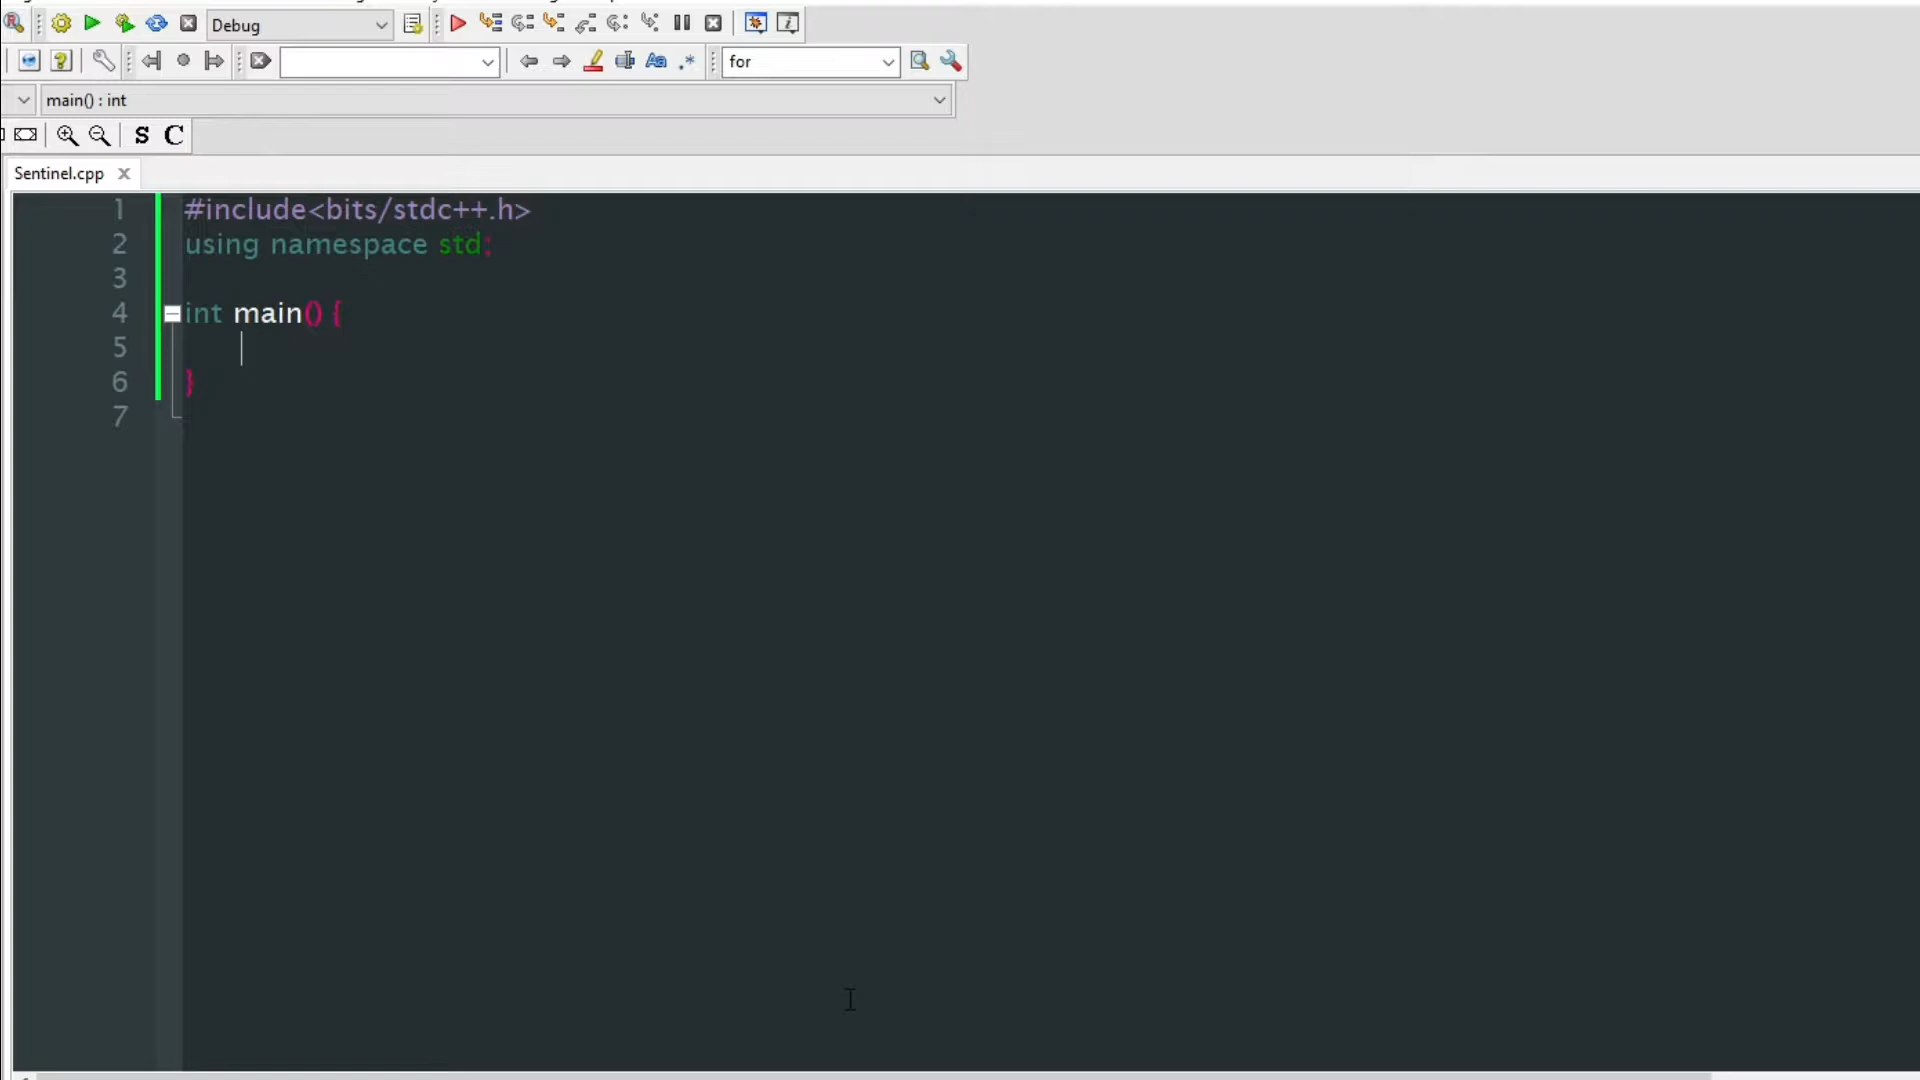 Debug
for
main() : int
S C
Sentinel.cpp
1 #include<bits/stdc++.h>
2 using namespace std;
3
4 int main() {
5
6 }
7